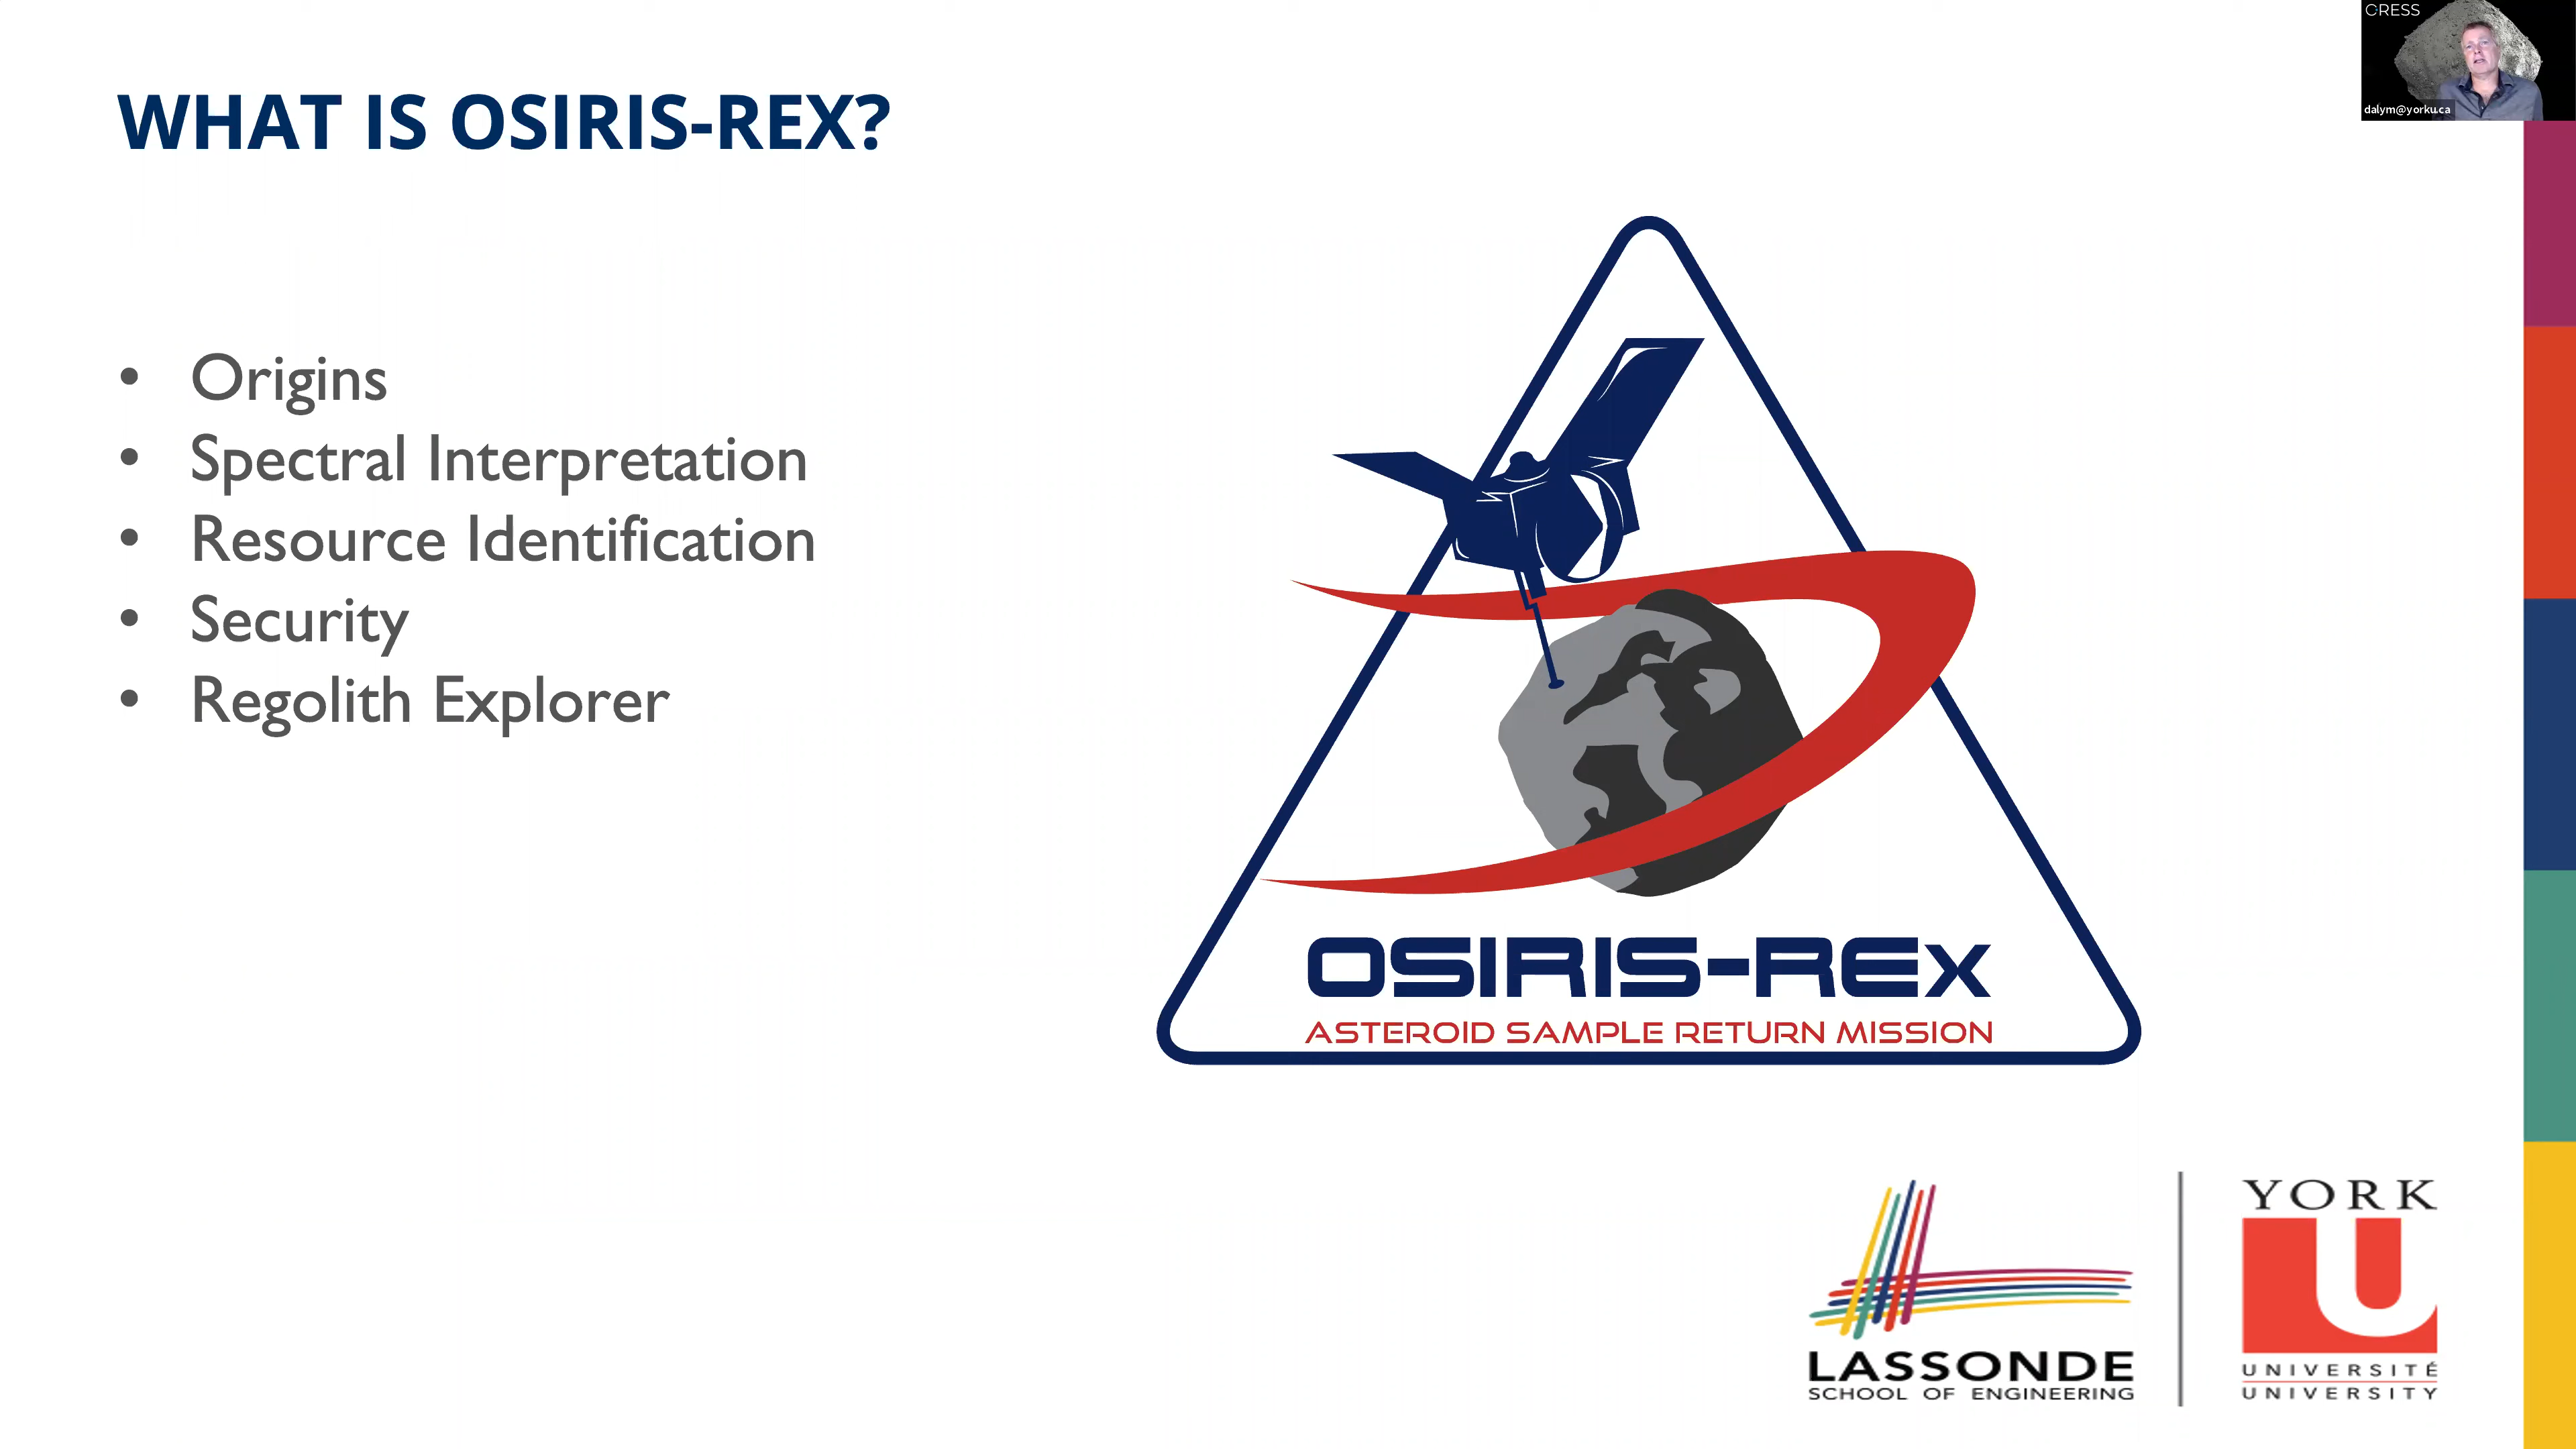 CRESS
dalym@yorku.ca
WHAT IS OSIRIS-REX?
• Origins
• Spectral Interpretation
• Resource Identification
• Security
• Regolith Explorer
OSIRIS-REx
ASTEROID SAMPLE RETURN MISSION
LASSONDE
SCHOOL OF ENGINEERING
YORK
U
UNIVERSITÉ
UNIVERSITY